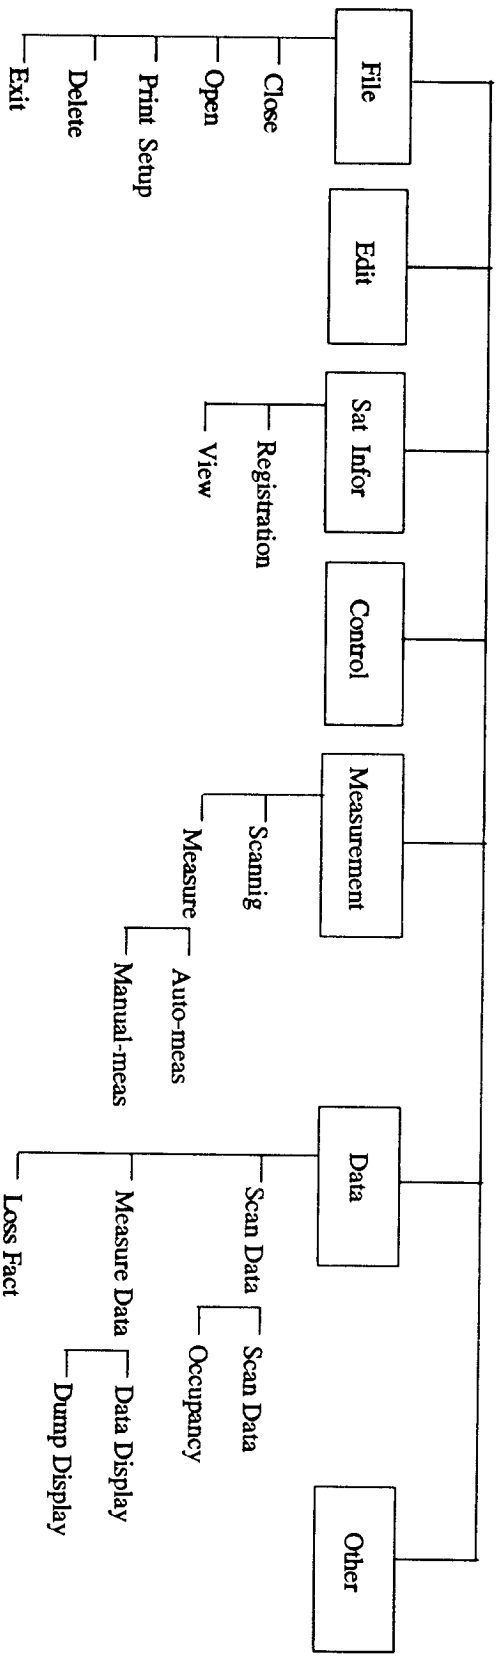 File
Close
Open
Print Setup
Delete
Exit
Edit
Sat Infor
Registration
View
Control
Measurement
Scannig
Measure
Auto-meas
Manual-meas
Data
Scan Data
Scan Data
Occupancy
Measure Data
Data Display
Dump Display
Loss Fact
Other